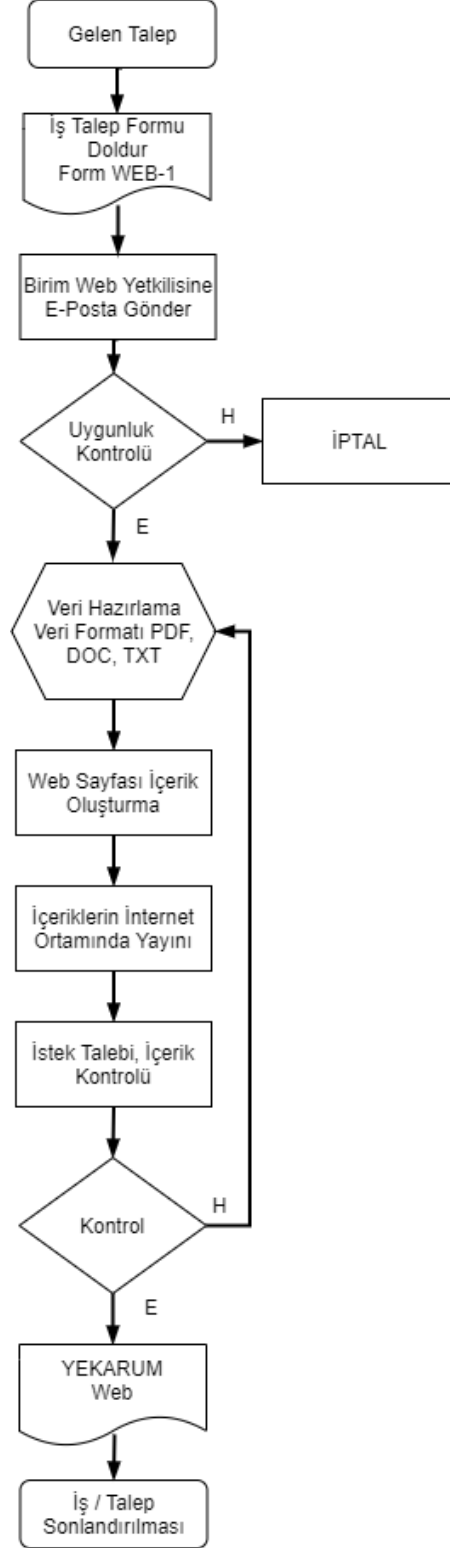 Gelen Talep
İş Talep Formu
Doldur
Form WEB-1
Birim Web Yetkilisine
E-Posta Gönder
Uygunluk
Kontrolü
H
İPTAL
E
Veri Hazırlama
Veri Formatı PDF,
DOC, TXT
Web Sayfası İçerik
Oluşturma
İçeriklerin İnternet
Ortamında Yayını
İstek Talebi, İçerik
Kontrolü
Kontrol
H
E
YEKARUM
Web
İş / Talep
Sonlandırılması